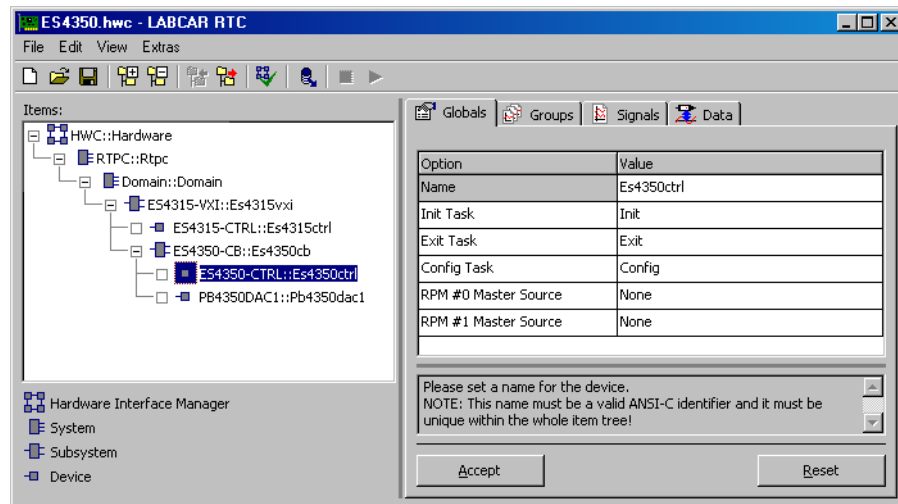 ES4350.hwc - LABCAR RTC
File Edit View Extras
Items:
HWC::Hardware
RTPC::Rtpc
Domain::Domain
ES4315-VXI::Es4315vxi
ES4315-CTRL::Es4315ctrl
ES4350-CB::Es4350cb
ES4350-CTRL::Es4350ctrl
PB4350DAC1::Pb4350dac1
Hardware Interface Manager
System
Subsystem
Device
Globals Groups Signals Data
Option Value
Name Es4350ctrl
Init Task Init
Exit Task Exit
Config Task Config
RPM #0 Master Source None
RPM #1 Master Source None
Please set a name for the device.
NOTE: This name must be a valid ANSI-C identifier and it must be
unique within the whole item tree!
Accept Reset